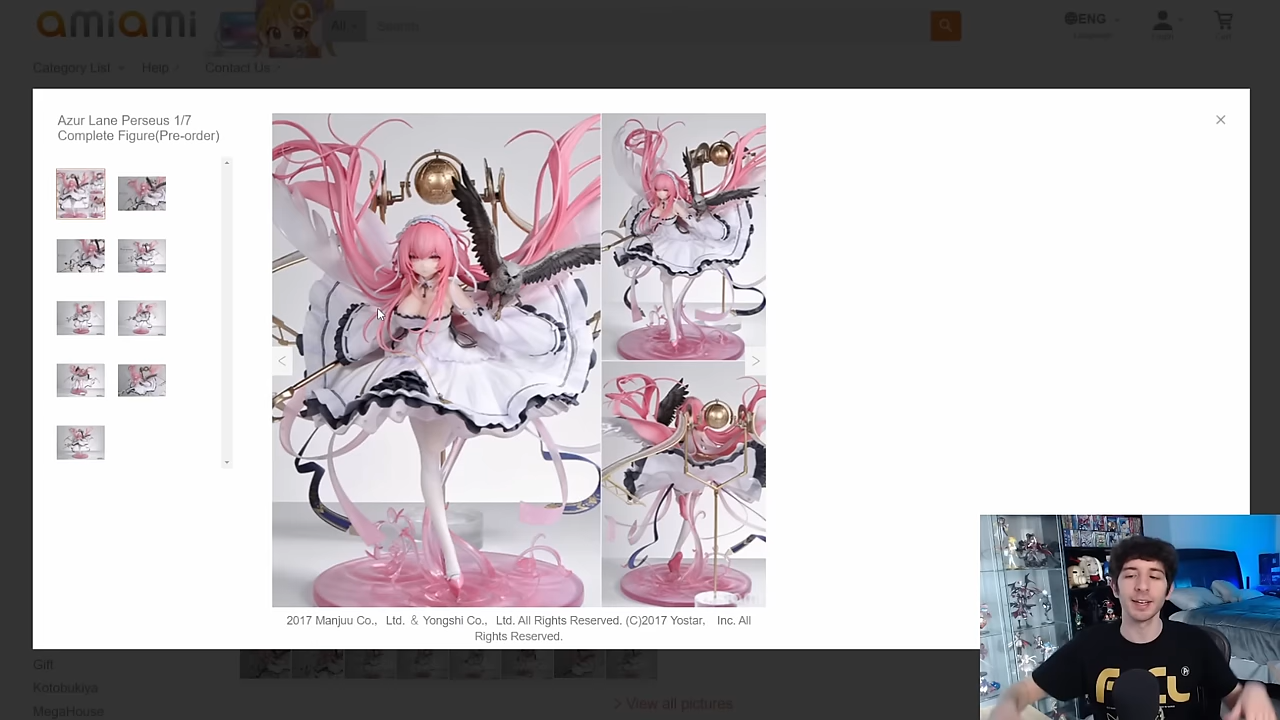 amiami
All
Search
ENG
Category List
Help
Contact Us
Azur Lane Perseus 1/7
Complete Figure(Pre-order)
2017 Manjuu Co., Ltd. & Yongshi Co., Ltd. All Rights Reserved. (C)2017 Yostar, Inc. All
Rights Reserved.
Gift
Kotobukiya
MegaHouse
> View all pictures